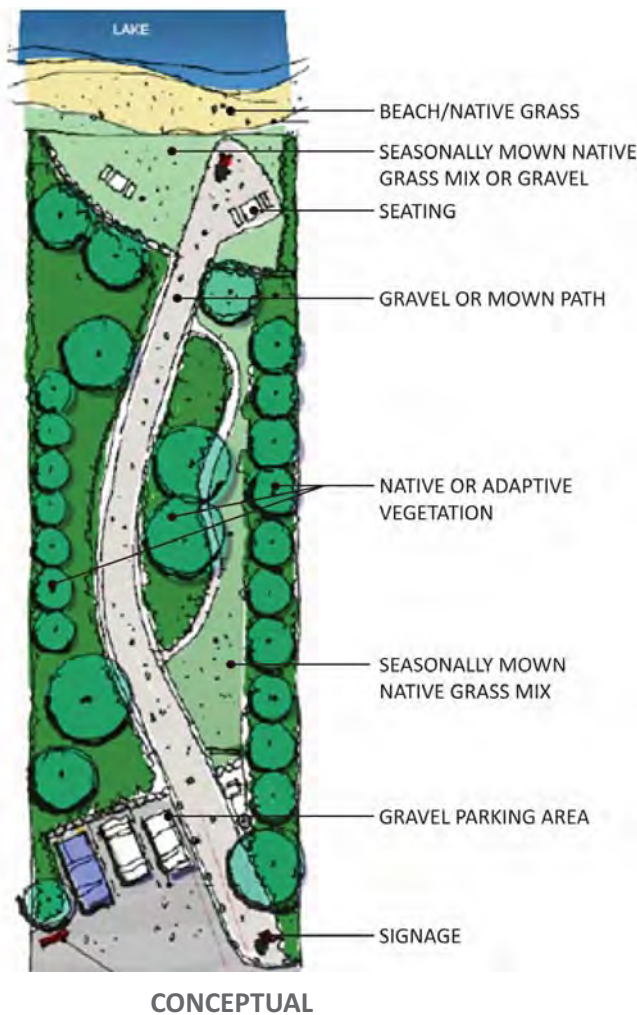 LAKE
BEACH/NATIVE GRASS
SEASONALLY MOWN NATIVE
GRASS MIX OR GRAVEL
SEATING
GRAVEL OR MOWN PATH
NATIVE OR ADAPTIVE
VEGETATION
SEASONALLY MOWN
NATIVE GRASS MIX
GRAVEL PARKING AREA
SIGNAGE
CONCEPTUAL